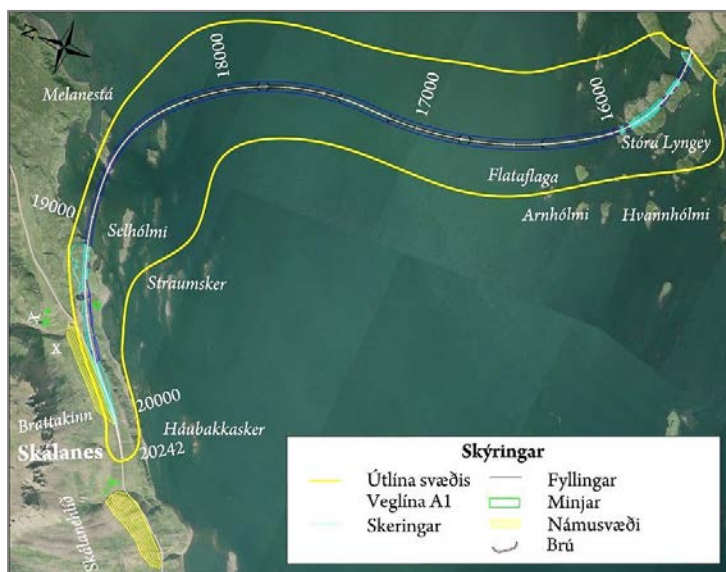 N
Melanestá
18000
17000
16000
Stóra Lyngey
Flataflaga
Arnhólmi
Hvannhólmi
19000
Selhólmi
Straumsker
x
x
Brattakinn
20000
Skálanes
20242
Háubakkasker
Skálaneshlíð
Skýringar
Útlína svæðis
Veglína A1
Skeringar
Fyllingar
Minjar
Námusvæði
Brú